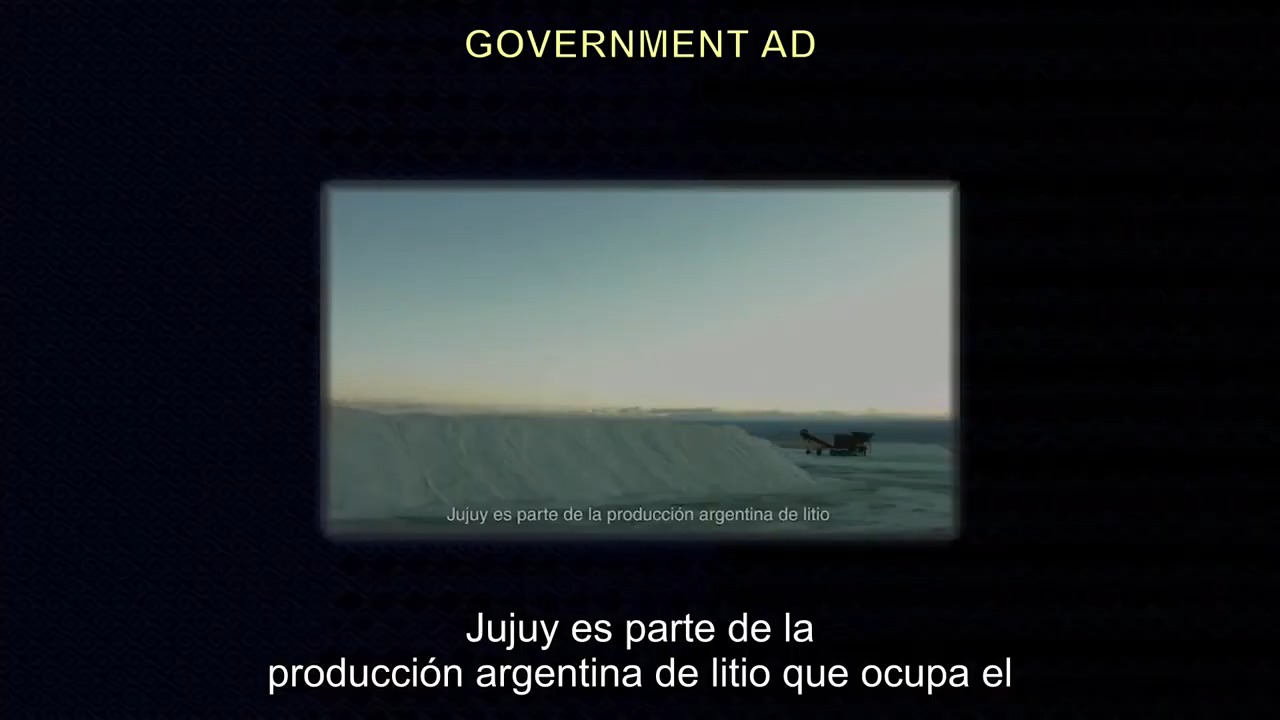 GOVERNMENT AD
Jujuy es parte de la producción argentina de litio
Jujuy es parte de la
producción argentina de litio que ocupa el